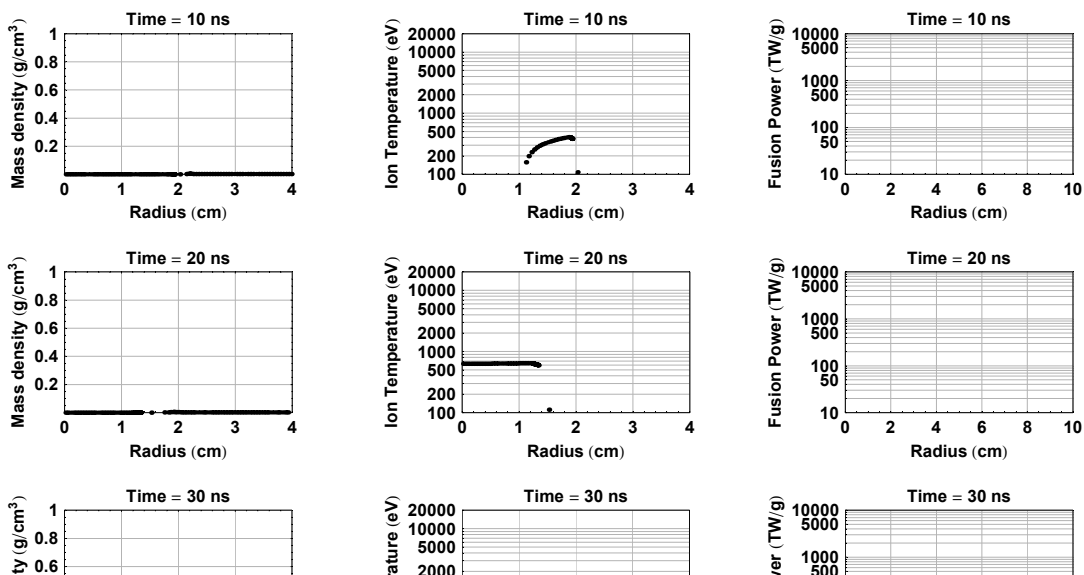 Time = 10 ns
Mass density (g/cm³)
1
0.8
0.6
0.4
0.2
0 1 2 3 4
Radius (cm)
Time = 10 ns
Ion Temperature (eV)
20000
10000
5000
2000
1000
500
200
100
0 1 2 3 4
Radius (cm)
Time = 10 ns
Fusion Power (TW/g)
10000
5000
1000
500
100
50
10
0 2 4 6 8 10
Radius (cm)
Time = 20 ns
Mass density (g/cm³)
1
0.8
0.6
0.4
0.2
0 1 2 3 4
Radius (cm)
Time = 20 ns
Ion Temperature (eV)
20000
10000
5000
2000
1000
500
200
100
0 1 2 3 4
Radius (cm)
Time = 20 ns
Fusion Power (TW/g)
10000
5000
1000
500
100
50
10
0 2 4 6 8 10
Radius (cm)
Time = 30 ns
ty (g/cm³)
1
0.8
0.6
Time = 30 ns
rature (eV)
20000
10000
5000
2000
Time = 30 ns
ver (TW/g)
10000
5000
1000
500